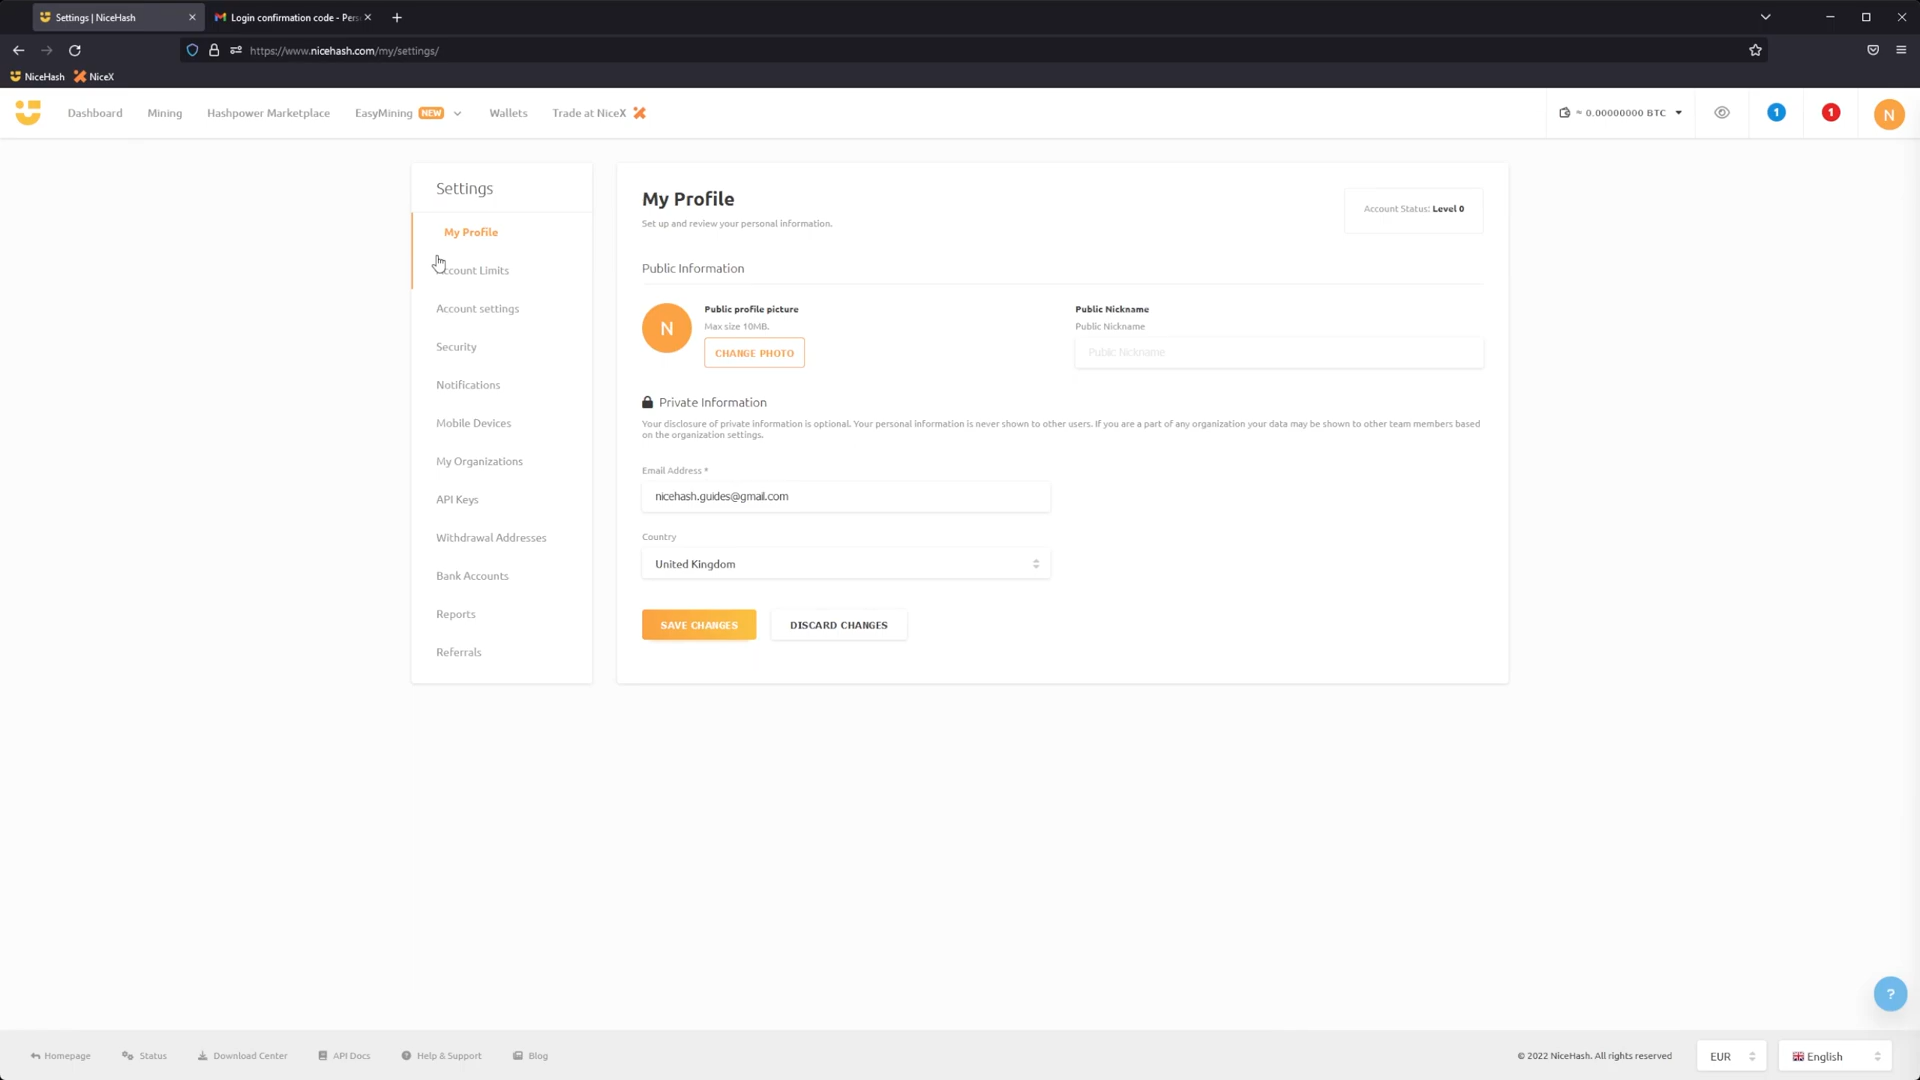 Settings | NiceHash
Login confirmation code - Pers
https://www.nicehash.com/my/settings/
NiceHash
NiceX
Dashboard
Mining
Hashpower Marketplace
EasyMining NEW
Wallets
Trade at NiceX
≈ 0.00000000 BTC
1
1
N
Settings
My Profile
Account Limits
Account settings
Security
Notifications
Mobile Devices
My Organizations
API Keys
Withdrawal Addresses
Bank Accounts
Reports
Referrals
My Profile
Set up and review your personal information.
Account Status: Level 0
Public Information
N
Public profile picture
Max size 10MB.
CHANGE PHOTO
Public Nickname
Public Nickname
Public Nickname
Private Information
Your disclosure of private information is optional. Your personal information is never shown to other users. If you are a part of any organization your data may be shown to other team members based
on the organization settings.
Email Address *
nicehash.guides@gmail.com
Country
United Kingdom
SAVE CHANGES
DISCARD CHANGES
?
Homepage
Status
Download Center
API Docs
Help & Support
Blog
© 2022 NiceHash. All rights reserved
EUR
English